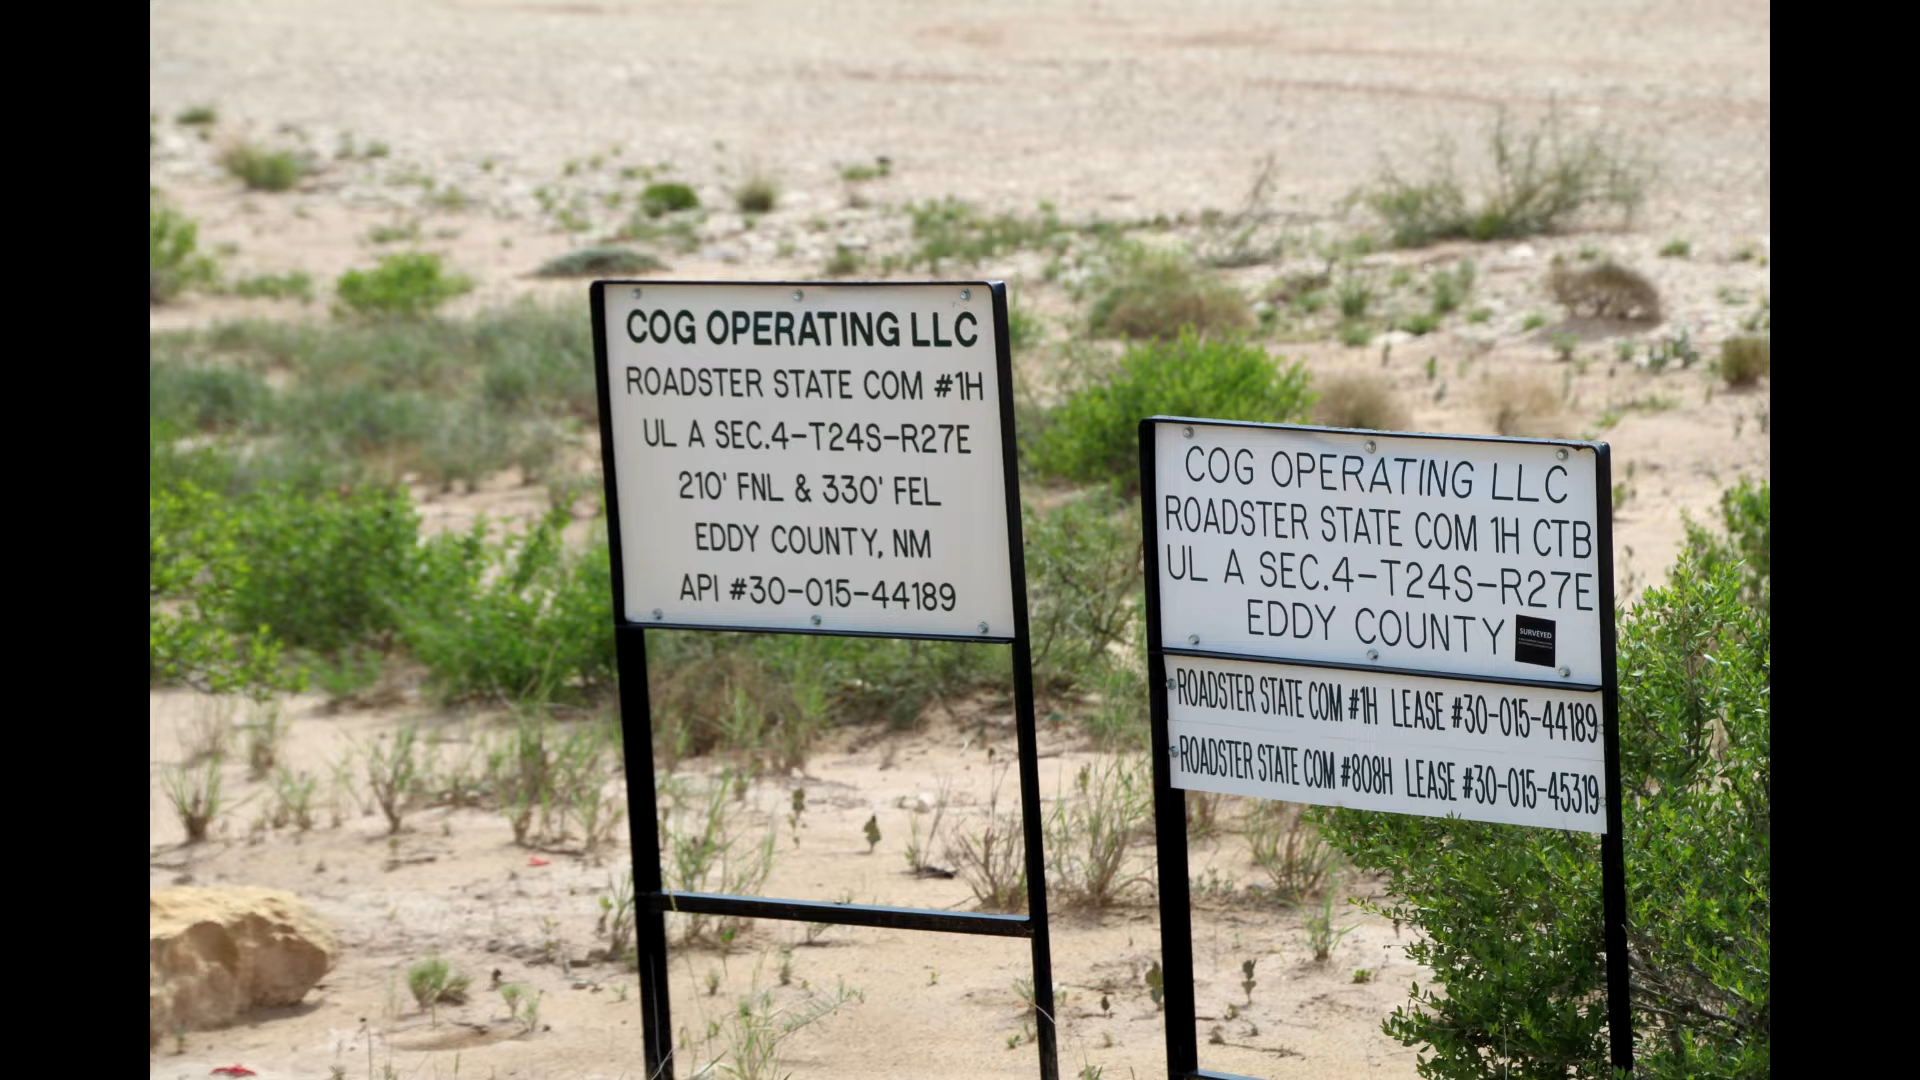 COG OPERATING LLC
ROADSTER STATE COM #1H
UL A SEC.4-T24S-R27E
210' FNL & 330' FEL
EDDY COUNTY, NM
API #30-015-44189
COG OPERATING LLC
ROADSTER STATE COM 1H CTB
UL A SEC.4-T24S-R27E
EDDY COUNTY
SURVEYED
ROADSTER STATE COM #1H LEASE #30-015-44189
ROADSTER STATE COM #808H LEASE #30-015-45319